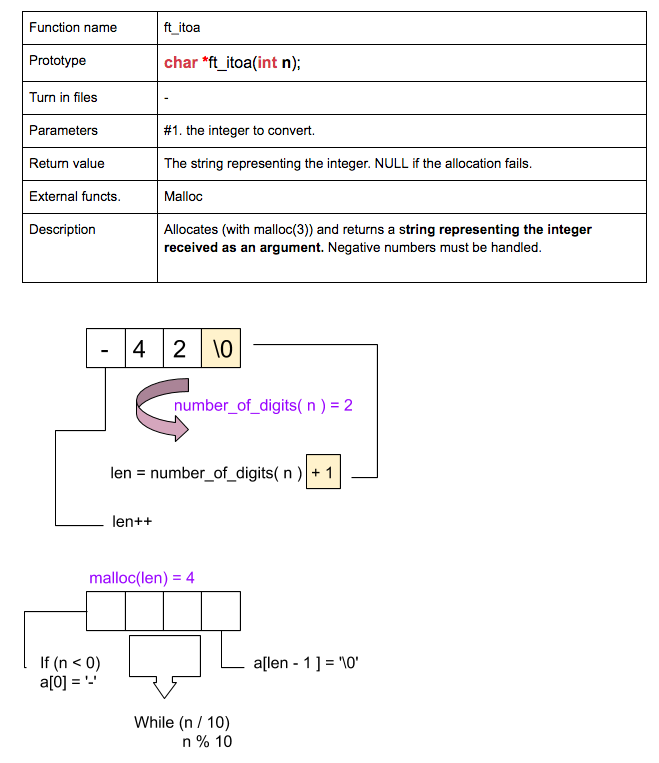 Function name ft_itoa
Prototype char *ft_itoa(int n);
Turn in files -
Parameters #1. the integer to convert.
Return value The string representing the integer. NULL if the allocation fails.
External functs. Malloc
Description Allocates (with malloc(3)) and returns a string representing the integer
received as an argument. Negative numbers must be handled.
- 4 2 \0
number_of_digits( n ) = 2
len = number_of_digits( n ) + 1
len++
malloc(len) = 4
If (n < 0) a[len - 1 ] = '\0'
a[0] = '-'
While (n / 10)
n % 10